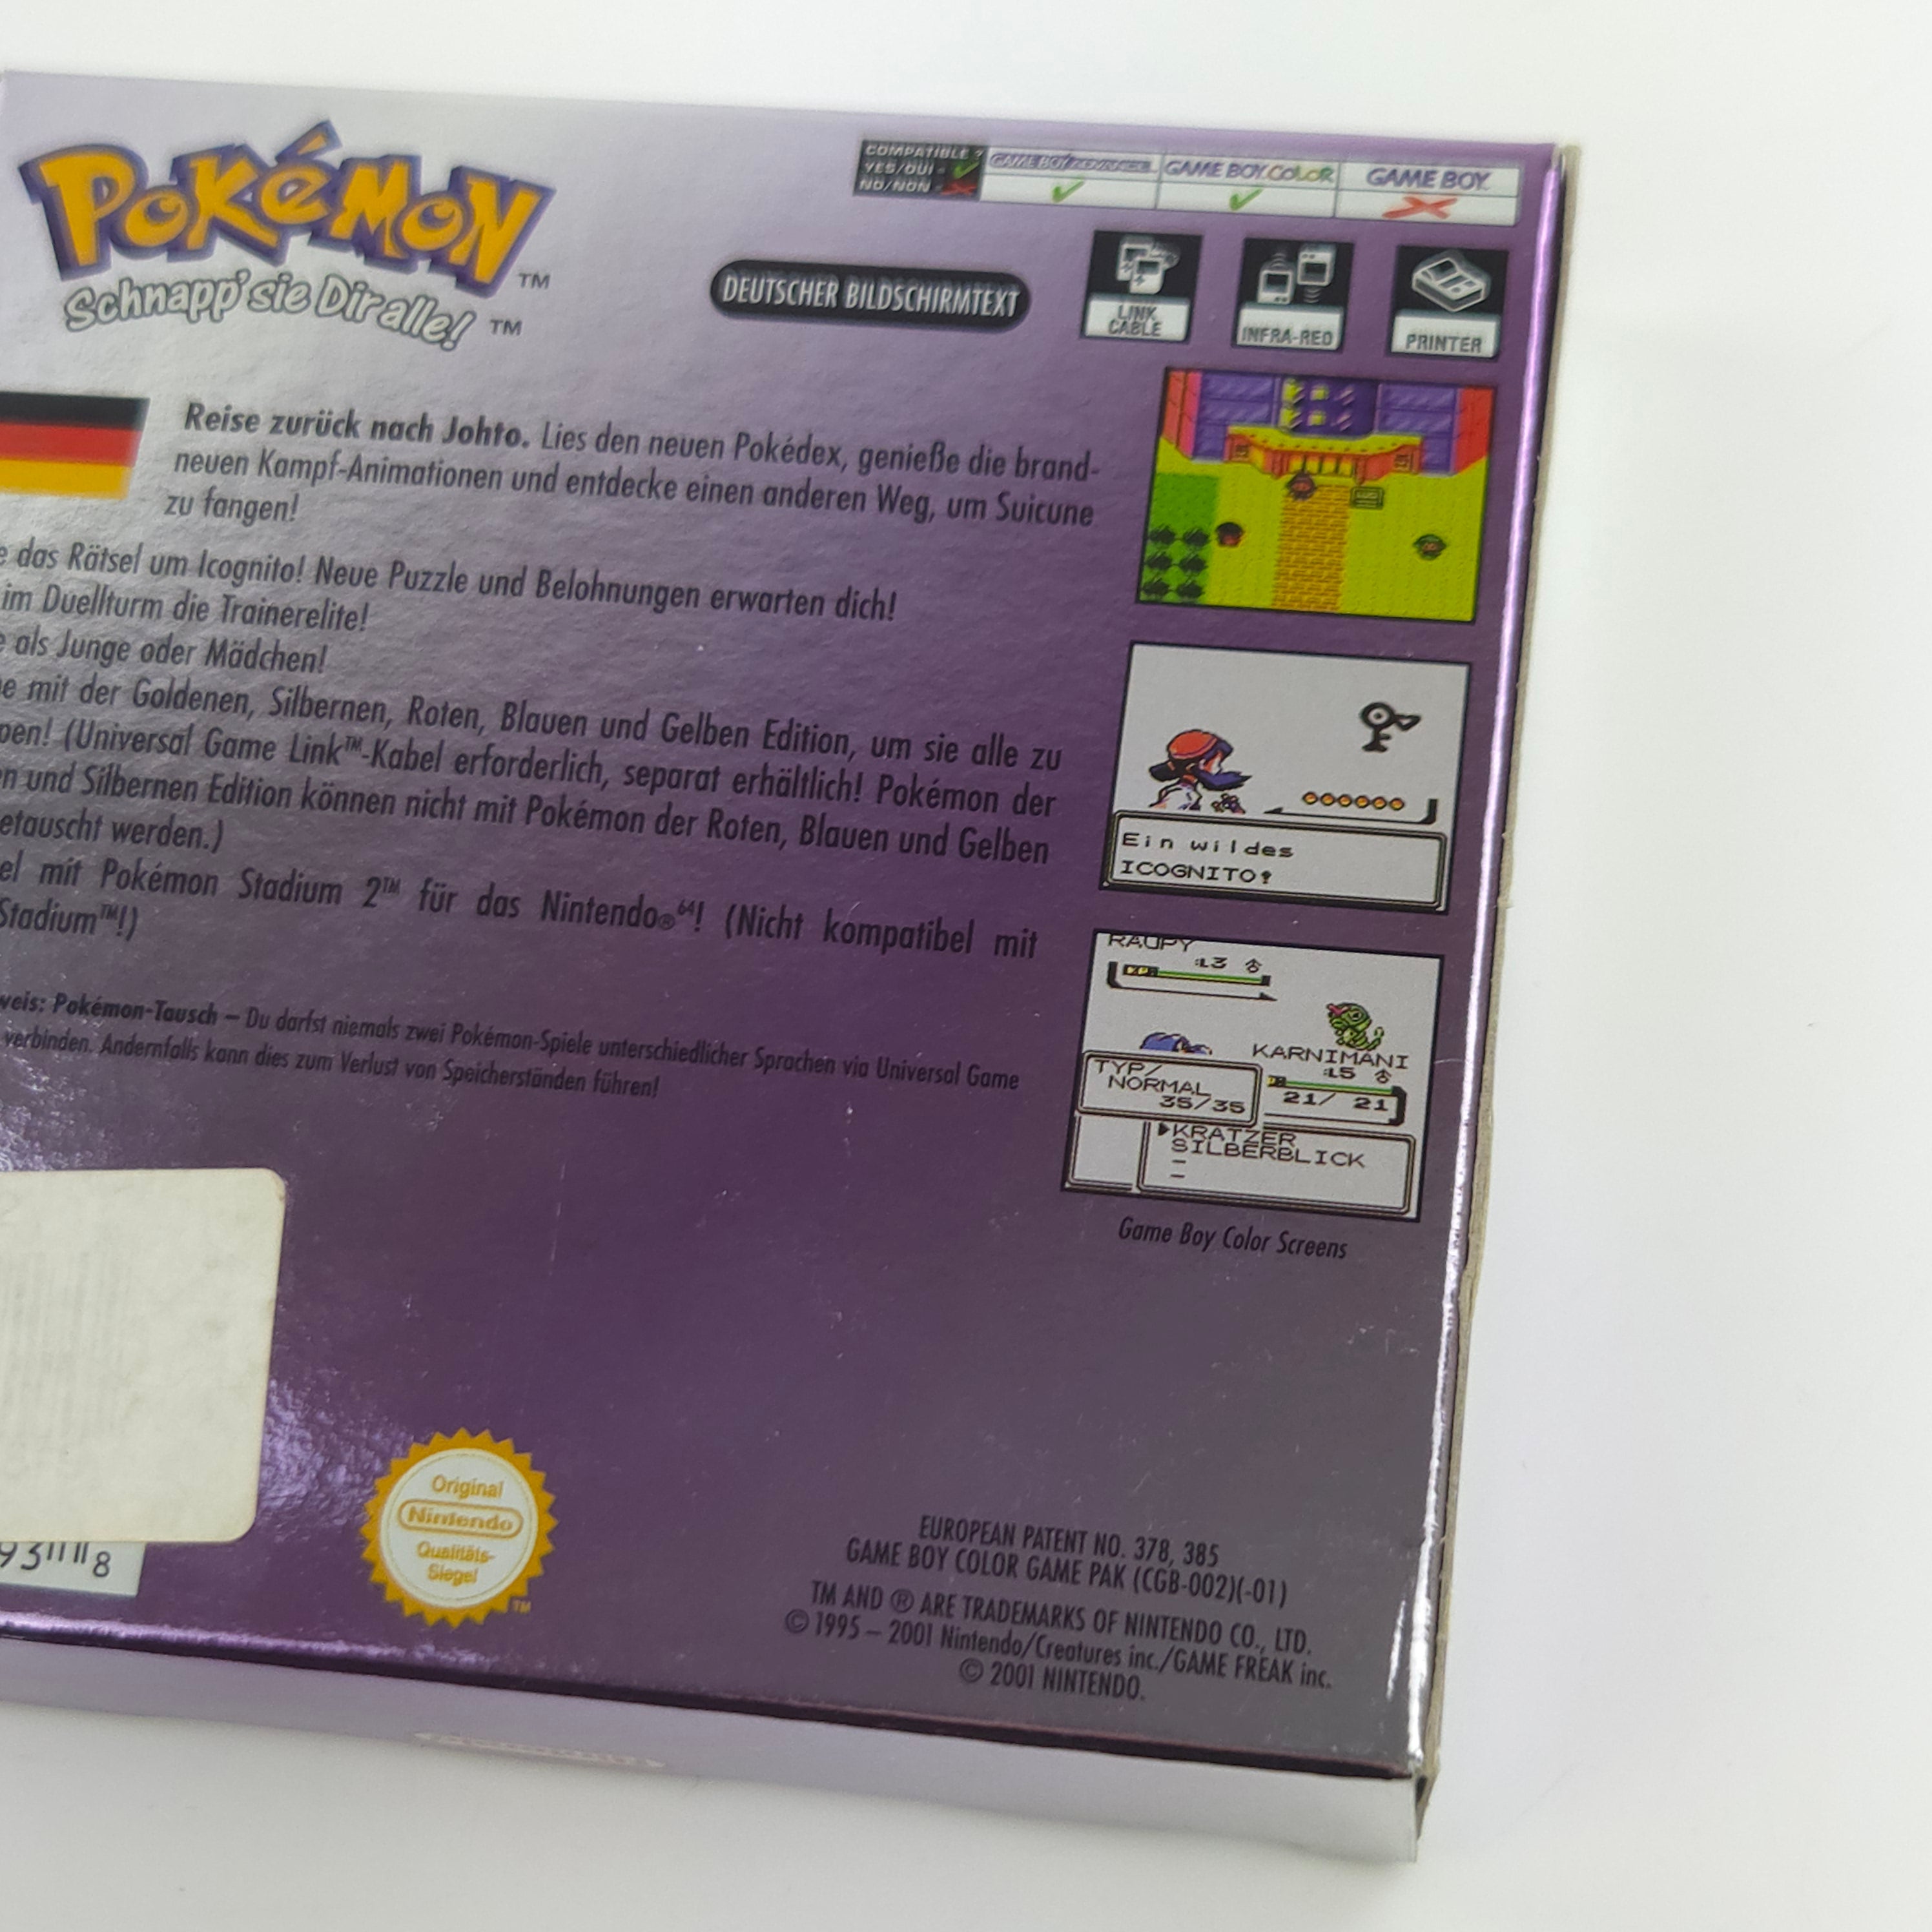 POKéMON™
Schnapp' sie Dir alle!™
COMPATIBLE ?
YES/OUI -
NO/NON -
GAME BOY ADVANCE
GAME BOY COLOR
GAME BOY
DEUTSCHER BILDSCHIRMTEXT
LINK
CABLE
INFRA-RED
PRINTER
Reise zurück nach Johto. Lies den neuen Pokédex, genieße die brand-
neuen Kampf-Animationen und entdecke einen anderen Weg, um Suicune
zu fangen!
das Rätsel um Icognito! Neue Puzzle und Belohnungen erwarten dich!
im Duellturm die Trainerelite!
als Junge oder Mädchen!
mit der Goldenen, Silbernen, Roten, Blauen und Gelben Edition, um sie alle zu
(Universal Game Link™-Kabel erforderlich, separat erhältlich! Pokémon der
und Silbernen Edition können nicht mit Pokémon der Roten, Blauen und Gelben
etauscht werden.)
el mit Pokémon Stadium 2™ für das Nintendo®64! (Nicht kompatibel mit
Stadium™!)
weis: Pokémon-Tausch – Du darfst niemals zwei Pokémon-Spiele unterschiedlicher Sprachen via Universal Game
verbinden. Andernfalls kann dies zum Verlust von Speicherständen führen!
Ein wildes
ICOGNITO!
RAUPY
:L3 ♂
KARNIMANI
:L5 ♂
21/ 21
TYP/
NORMAL
35/35
▶KRATZER
SILBERBLICK
–
–
Game Boy Color Screens
93 8
Original
Nintendo
Qualitäts-
Siegel
TM
EUROPEAN PATENT NO. 378, 385
GAME BOY COLOR GAME PAK (CGB-002)(-01)
TM AND ® ARE TRADEMARKS OF NINTENDO CO., LTD.
© 1995 – 2001 Nintendo/Creatures inc./GAME FREAK inc.
© 2001 NINTENDO.